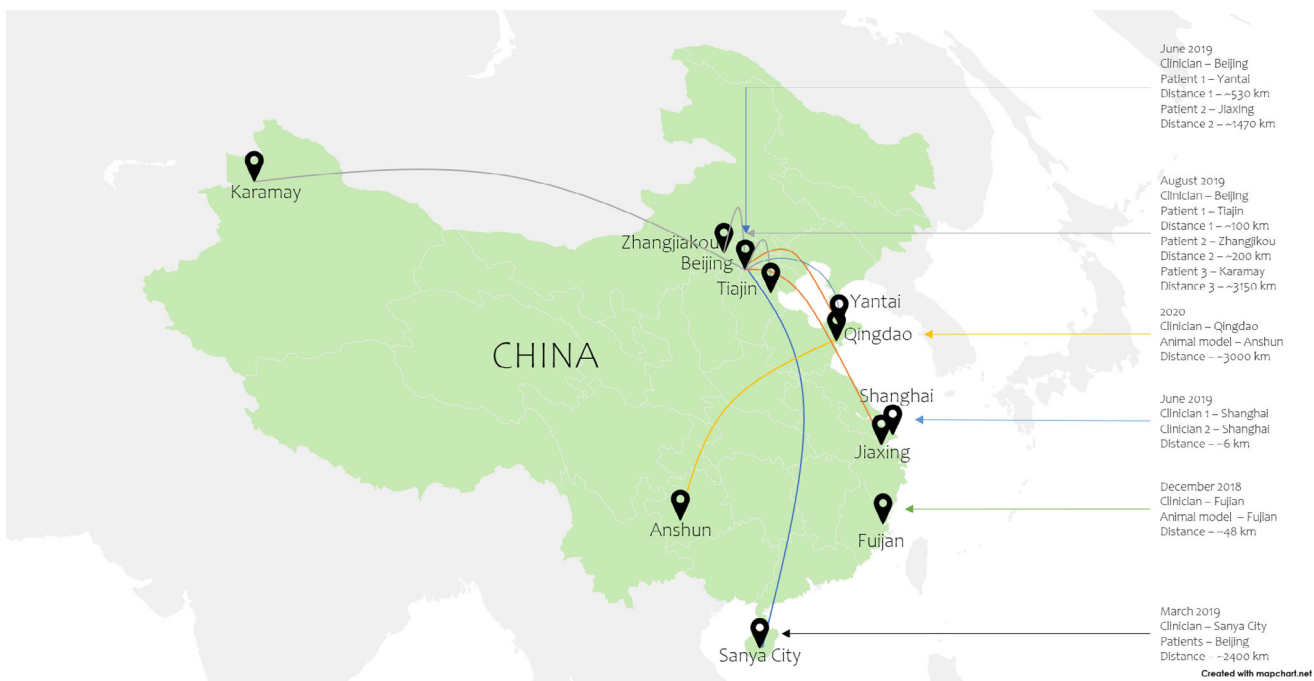 June 2019
Clinician – Beijing
Patient 1 – Yantai
Distance 1 – ~530 km
Patient 2 – Jiaxing
Distance 2 – ~1470 km
Karamay
August 2019
Clinician – Beijing
Patient 1 – Tiajin
Distance 1 – ~100 km
Patient 2 – Zhangjikou
Distance 2 – ~200 km
Patient 3 – Karamay
Distance 3 – ~3150 km
Zhangjiakou
Beijing
Tiajin
Yantai
Qingdao
2020
Clinician – Qingdao
Animal model – Anshun
Distance – ~3000 km
CHINA
Shanghai
Jiaxing
June 2019
Clinician 1 – Shanghai
Clinician 2 – Shanghai
Distance – ~6 km
Anshun
Fuijan
December 2018
Clinician – Fujian
Animal model – Fujian
Distance – ~48 km
Sanya City
March 2019
Clinician – Sanya City
Patients – Beijing
Distance – ~2400 km
Created with mapchart.net